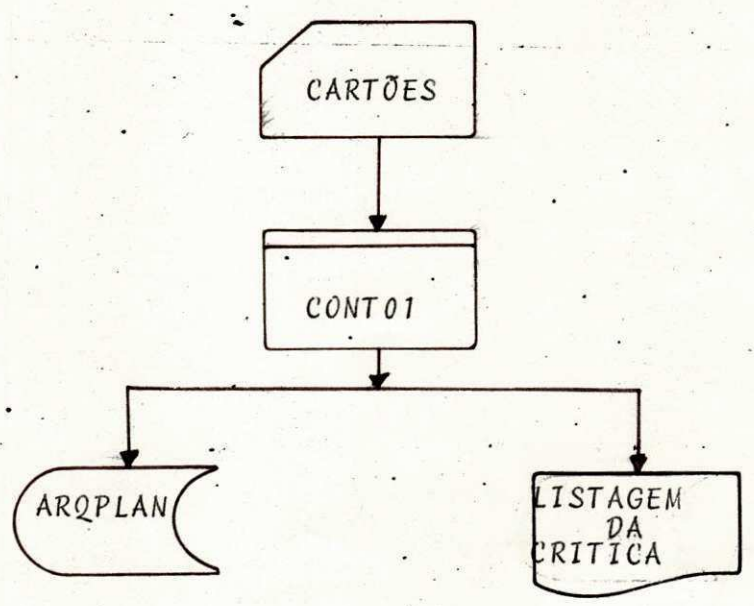 CARTÕES
CONT01
ARQPLAN
LISTAGEM
DA
CRITICA